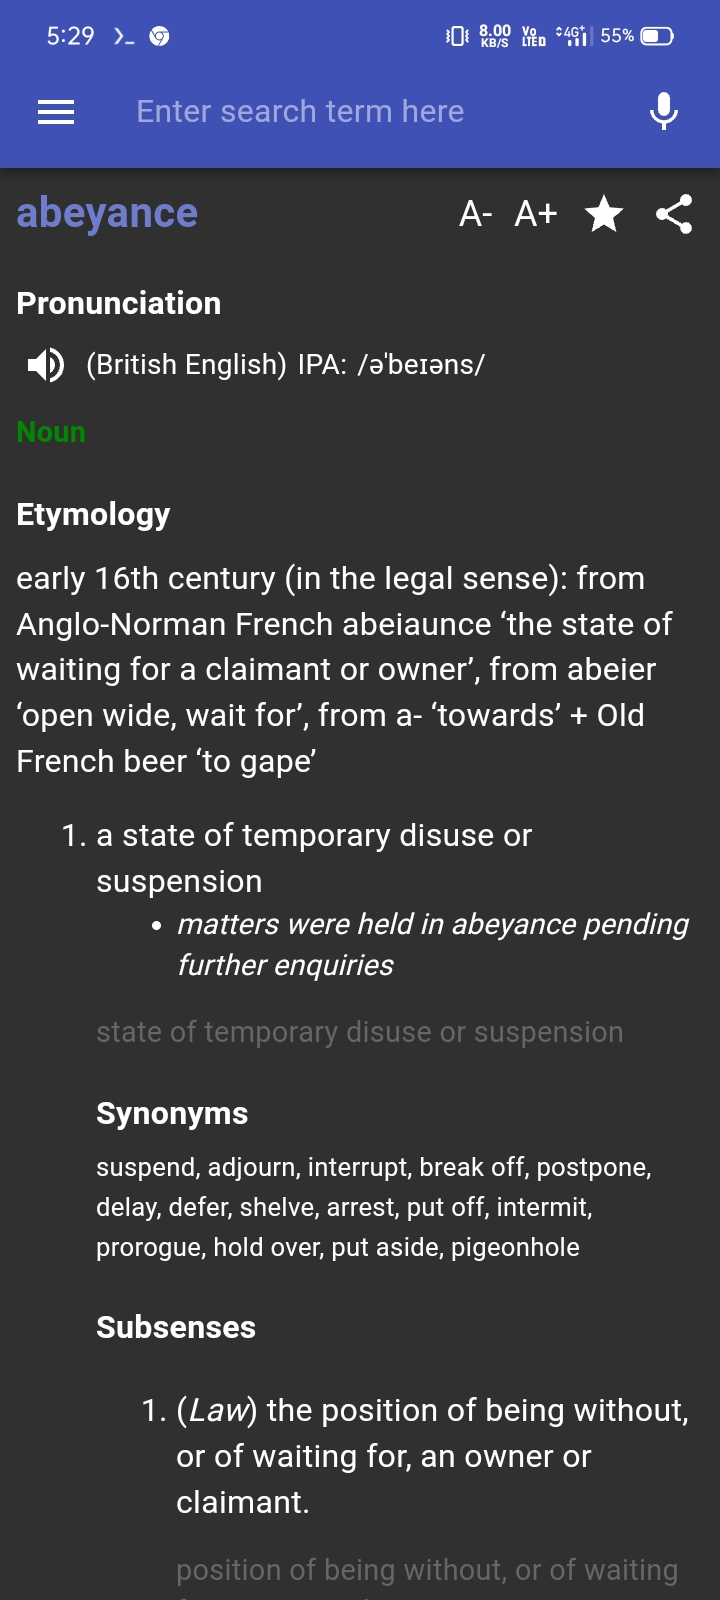 5:29 8.00 KB/S Vo LTE 4G+ 55%
Enter search term here
abeyance A- A+
Pronunciation
(British English) IPA: /əˈbeɪəns/
Noun
Etymology
early 16th century (in the legal sense): from
Anglo-Norman French abeiaunce ‘the state of
waiting for a claimant or owner’, from abeier
‘open wide, wait for’, from a- ‘towards’ + Old
French beer ‘to gape’
1. a state of temporary disuse or
suspension
• matters were held in abeyance pending
further enquiries
state of temporary disuse or suspension
Synonyms
suspend, adjourn, interrupt, break off, postpone,
delay, defer, shelve, arrest, put off, intermit,
prorogue, hold over, put aside, pigeonhole
Subsenses
1. (Law) the position of being without,
or of waiting for, an owner or
claimant.
position of being without, or of waiting